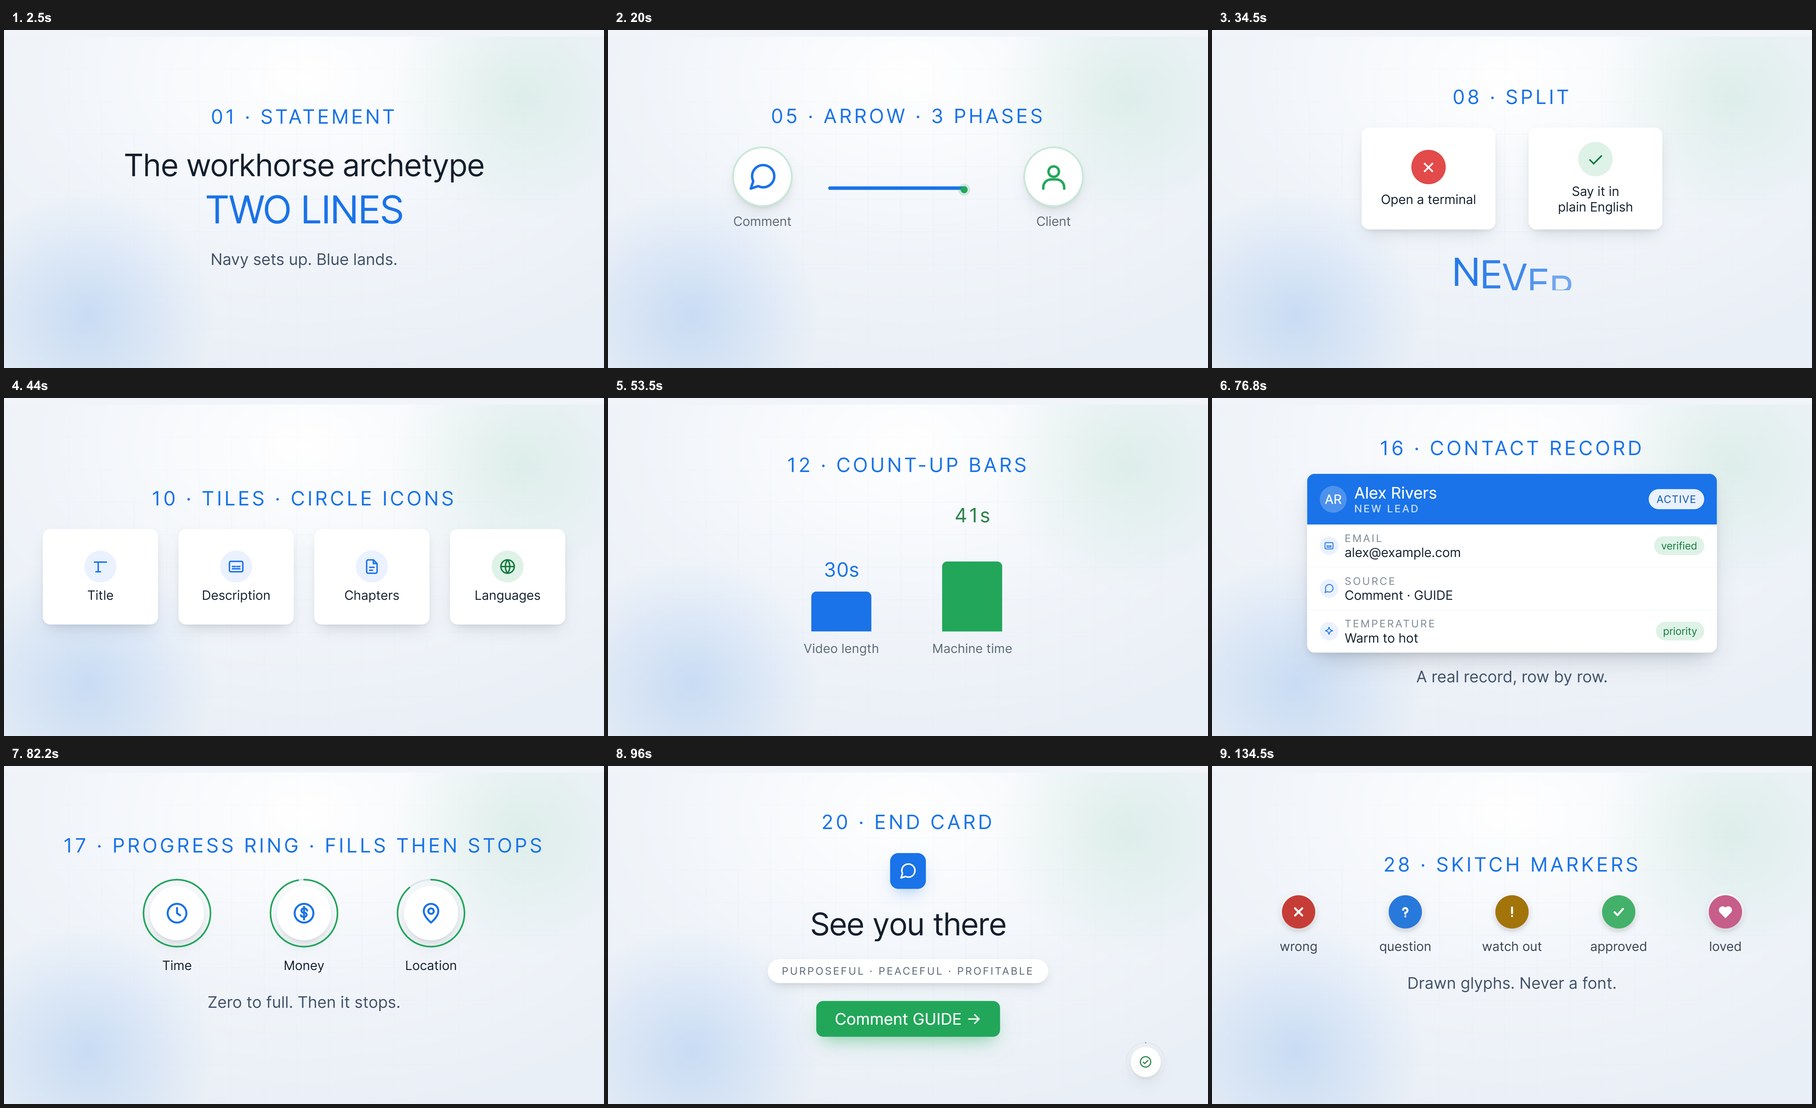 1. 2.5s
01 · STATEMENT
The workhorse archetype
TWO LINES
Navy sets up. Blue lands.
2. 20s
05 · ARROW · 3 PHASES
Comment
Client
3. 34.5s
08 · SPLIT
Open a terminal
Say it in
plain English
NEVER
4. 44s
10 · TILES · CIRCLE ICONS
Title
Description
Chapters
Languages
5. 53.5s
12 · COUNT-UP BARS
41s
30s
Video length
Machine time
6. 76.8s
16 · CONTACT RECORD
AR
Alex Rivers
NEW LEAD
ACTIVE
EMAIL
alex@example.com
verified
SOURCE
Comment · GUIDE
TEMPERATURE
Warm to hot
priority
A real record, row by row.
7. 82.2s
17 · PROGRESS RING · FILLS THEN STOPS
Time
Money
Location
Zero to full. Then it stops.
8. 96s
20 · END CARD
See you there
PURPOSEFUL · PEACEFUL · PROFITABLE
Comment GUIDE →
9. 134.5s
28 · SKITCH MARKERS
wrong
question
watch out
approved
loved
Drawn glyphs. Never a font.